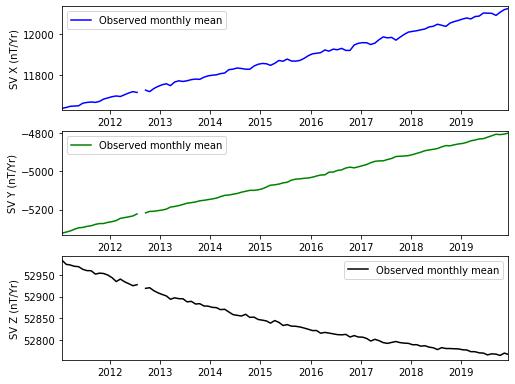 Observed monthly mean
SV X (nT/Yr)
12000
11800
2012 2013 2014 2015 2016 2017 2018 2019
Observed monthly mean
SV Y (nT/Yr)
−4800
−5000
−5200
2012 2013 2014 2015 2016 2017 2018 2019
Observed monthly mean
SV Z (nT/Yr)
52950
52900
52850
52800
2012 2013 2014 2015 2016 2017 2018 2019